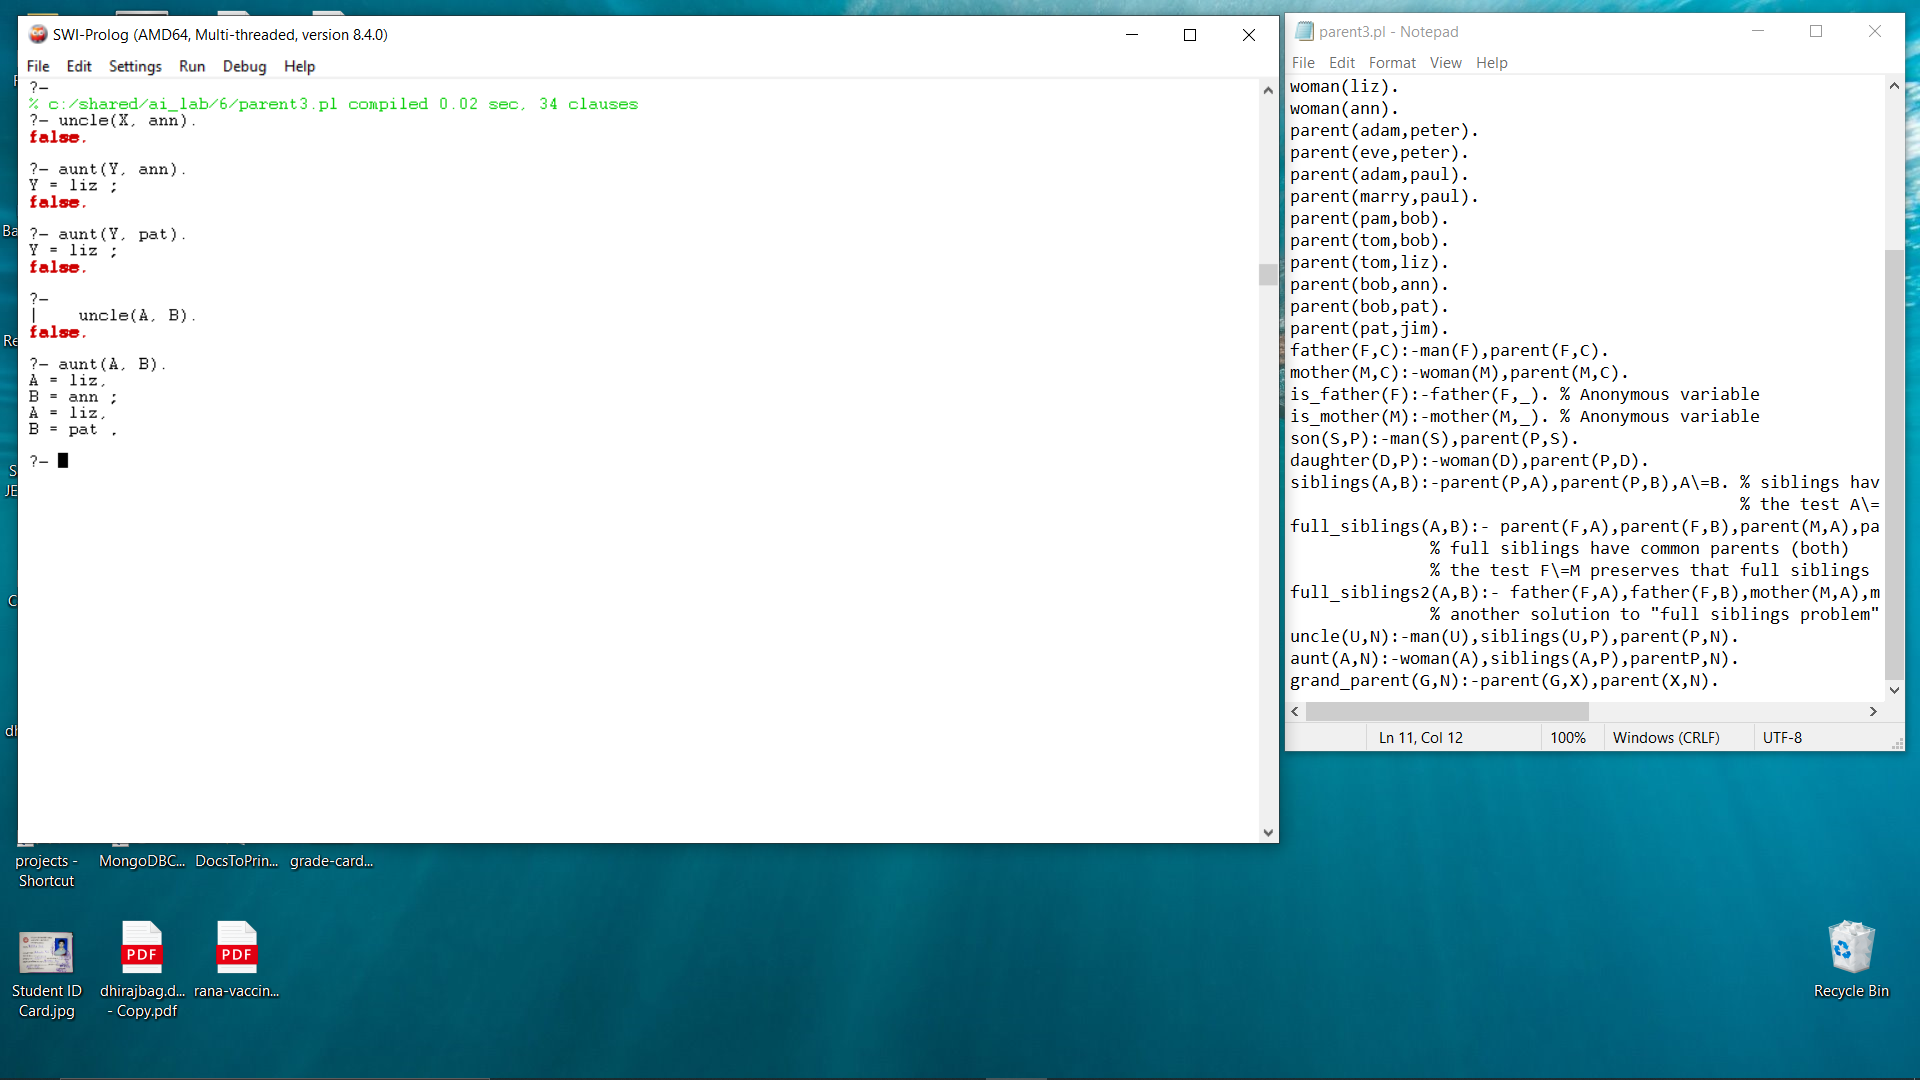 SWI-Prolog (AMD64, Multi-threaded, version 8.4.0)
File Edit Settings Run Debug Help
?-
% c:/shared/ai_lab/6/parent3.pl compiled 0.02 sec, 34 clauses
?- uncle(X, ann).
false.
?- aunt(Y, ann).
Y = liz ;
false.
?- aunt(Y, pat).
Y = liz ;
false.
?-
|    uncle(A, B).
false.
?- aunt(A, B).
A = liz,
B = ann ;
A = liz,
B = pat .
?-
parent3.pl - Notepad
File Edit Format View Help
woman(liz).
woman(ann).
parent(adam,peter).
parent(eve,peter).
parent(adam,paul).
parent(marry,paul).
parent(pam,bob).
parent(tom,bob).
parent(tom,liz).
parent(bob,ann).
parent(bob,pat).
parent(pat,jim).
father(F,C):-man(F),parent(F,C).
mother(M,C):-woman(M),parent(M,C).
is_father(F):-father(F,_). % Anonymous variable
is_mother(M):-mother(M,_). % Anonymous variable
son(S,P):-man(S),parent(P,S).
daughter(D,P):-woman(D),parent(P,D).
siblings(A,B):-parent(P,A),parent(P,B),A\=B. % siblings hav
% the test A\=
full_siblings(A,B):- parent(F,A),parent(F,B),parent(M,A),pa
% full siblings have common parents (both)
% the test F\=M preserves that full siblings
full_siblings2(A,B):- father(F,A),father(F,B),mother(M,A),m
% another solution to "full siblings problem"
uncle(U,N):-man(U),siblings(U,P),parent(P,N).
aunt(A,N):-woman(A),siblings(A,P),parentP,N).
grand_parent(G,N):-parent(G,X),parent(X,N).
Ln 11, Col 12 100% Windows (CRLF) UTF-8
projects - Shortcut
MongoDBC...
DocsToPrin...
grade-card...
Student ID Card.jpg
PDF
dhirajbag.d... - Copy.pdf
PDF
rana-vaccin...
Recycle Bin